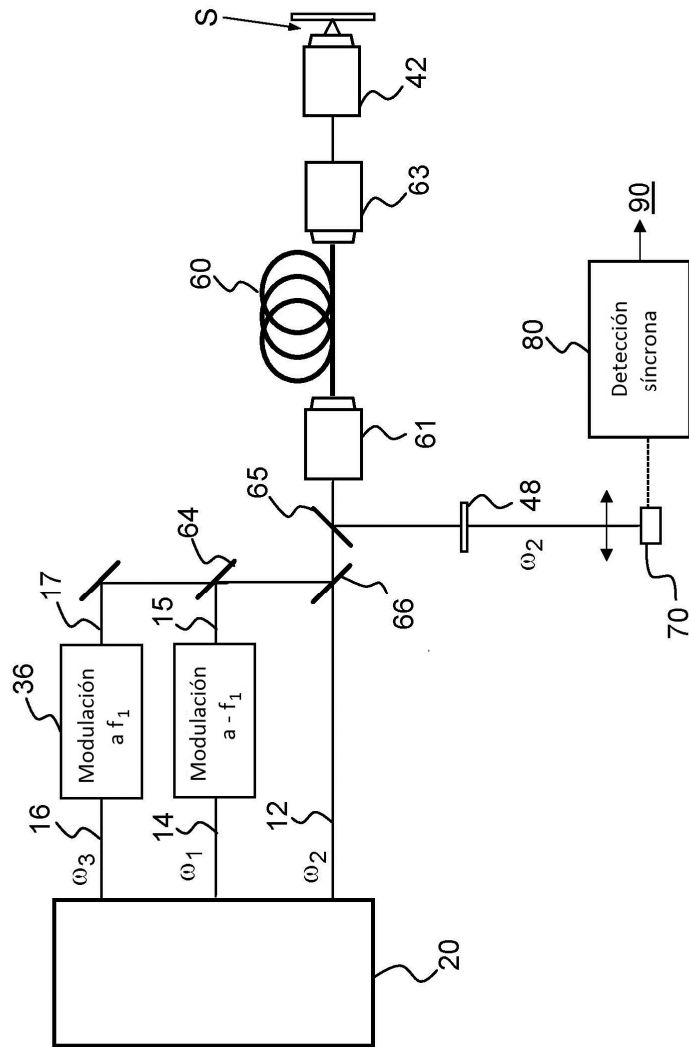 S
42
63
60
61
90
80
Detección
síncrona
65
64
48
ω2
70
17
15
66
36
Modulación
a f1
Modulación
a - f1
16
14
12
ω3
ω1
ω2
20